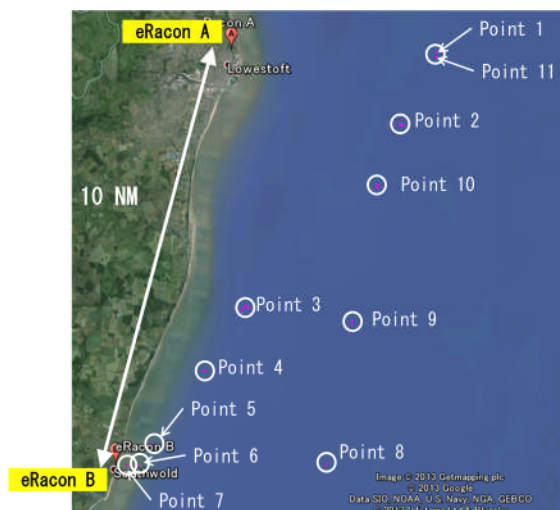 eRacon A
Lowestoft
Point 1
Point 11
Point 2
Point 10
10 NM
Point 3
Point 9
Point 4
Point 5
eRacon B
Point 6
Point 8
eRacon B
Southwold
Point 7
Image © 2013 Getmapping plc
© 2013 Google
Data SIO, NOAA, U.S. Navy, NGA, GEBCO